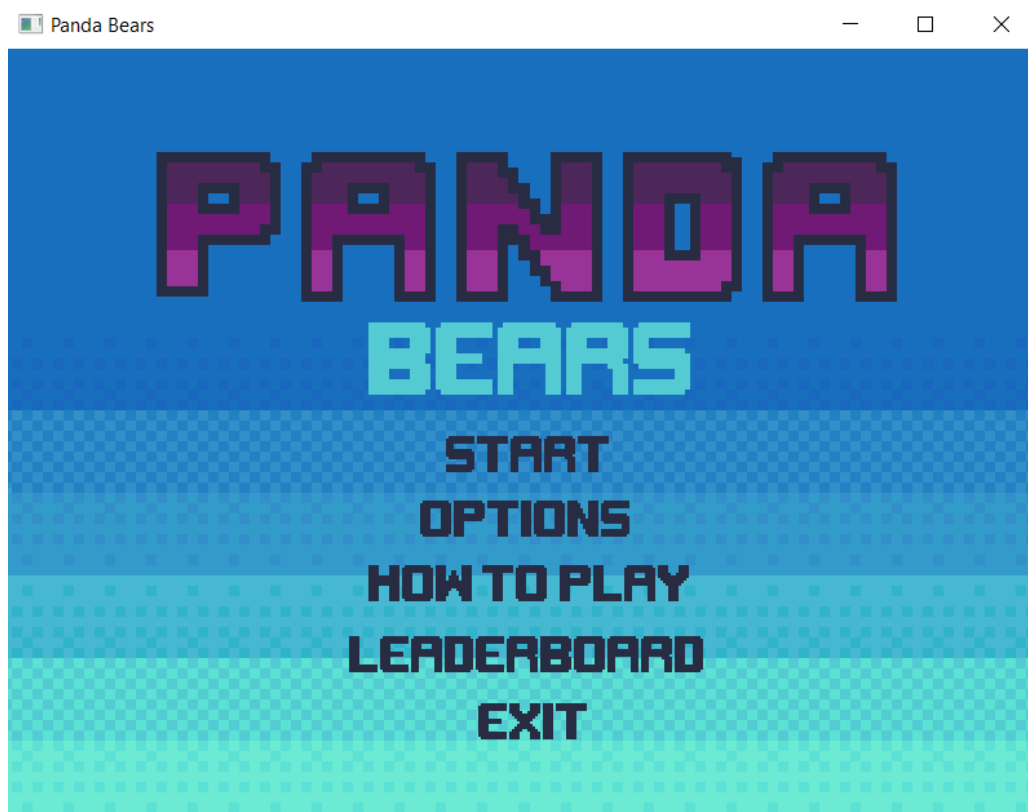 Panda Bears
PANDA
BEARS
START
OPTIONS
HOW TO PLAY
LEADERBOARD
EXIT